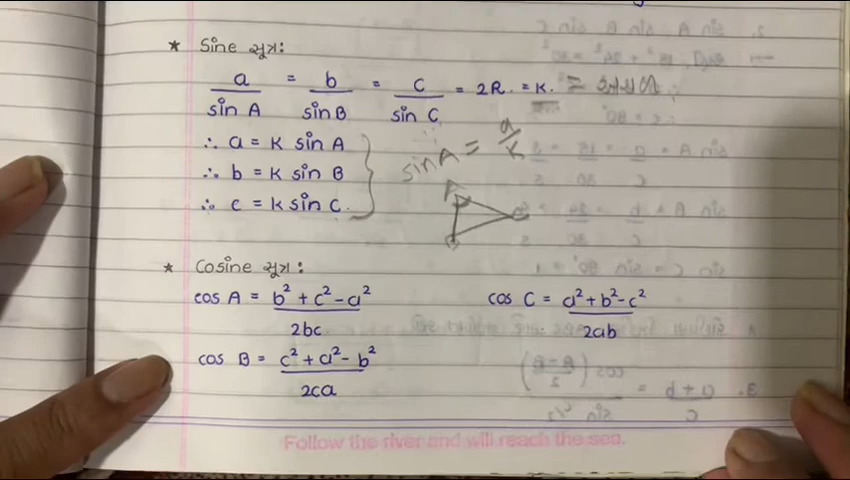 * Sine સૂત્ર:
a/sin A = b/sin B = c/sin C = 2R = K. = અચળ
∴ a = K sin A
sin A = a/K
∴ b = K sin B
∴ c = K sin C
A
B
C
* Cosine સૂત્ર:
cos A = b² + c² - a² / 2bc
cos C = a² + b² - c² / 2ab
cos B = c² + a² - b² / 2ca
Follow the river and will reach the sea.